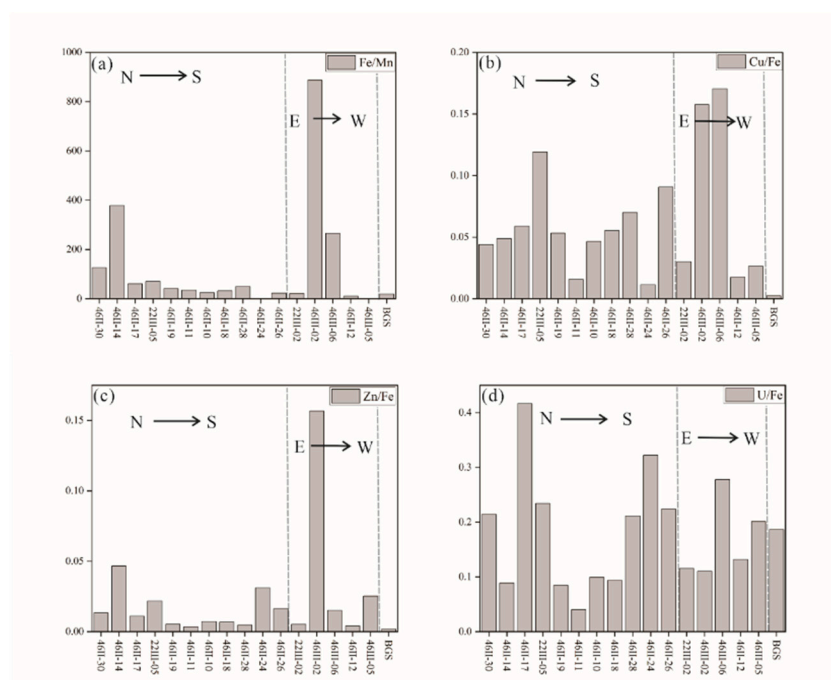 (a)
Fe/Mn
N
S
E
W
1000
800
600
400
200
0
46II-30
46II-14
46II-17
22III-05
46II-19
46II-11
46II-10
46II-18
46II-28
46II-24
46II-26
22III-02
46III-02
46III-06
46II-12
46III-05
BGS
(b)
Cu/Fe
N
S
E
W
0.20
0.15
0.10
0.05
0.00
46II-30
46II-14
46II-17
22III-05
46II-19
46II-11
46II-10
46II-18
46II-28
46II-24
46II-26
22III-02
46III-02
46III-06
46II-12
46III-05
BGS
(c)
Zn/Fe
N
S
E
W
0.15
0.10
0.05
0.00
46II-30
46II-14
46II-17
22III-05
46II-19
46II-11
46II-10
46II-18
46II-28
46II-24
46II-26
22III-02
46III-02
46III-06
46II-12
46III-05
BGS
(d)
U/Fe
N
S
E
W
0.4
0.3
0.2
0.1
0.0
46II-30
46II-14
46II-17
22III-05
46II-19
46II-11
46II-10
46II-18
46II-28
46II-24
46II-26
22III-02
46III-02
46III-06
46II-12
46III-05
BGS